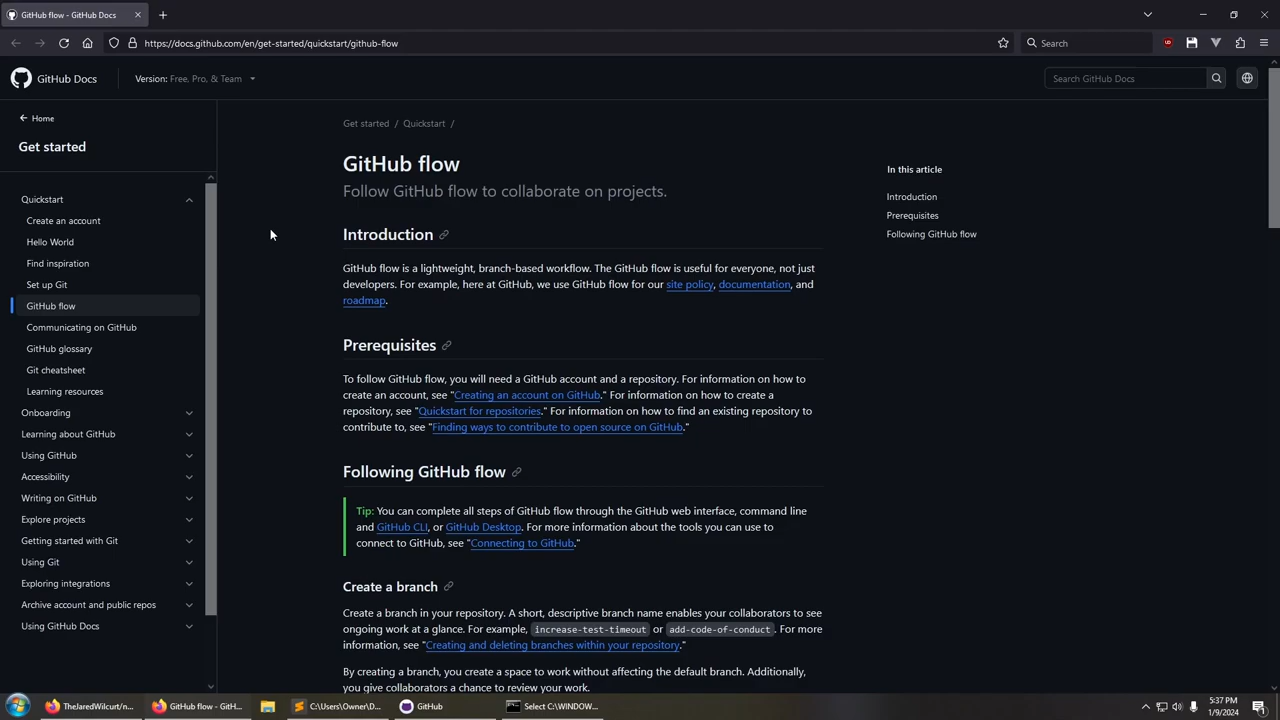 GitHub flow - GitHub Docs
https://docs.github.com/en/get-started/quickstart/github-flow
Search
GitHub Docs
Version: Free, Pro, & Team
Search GitHub Docs
Home
Get started
Quickstart
Create an account
Hello World
Find inspiration
Set up Git
GitHub flow
Communicating on GitHub
GitHub glossary
Git cheatsheet
Learning resources
Onboarding
Learning about GitHub
Using GitHub
Accessibility
Writing on GitHub
Explore projects
Getting started with Git
Using Git
Exploring integrations
Archive account and public repos
Using GitHub Docs
Get started / Quickstart /
GitHub flow
Follow GitHub flow to collaborate on projects.
Introduction
GitHub flow is a lightweight, branch-based workflow. The GitHub flow is useful for everyone, not just
developers. For example, here at GitHub, we use GitHub flow for our site policy, documentation, and
roadmap.
Prerequisites
To follow GitHub flow, you will need a GitHub account and a repository. For information on how to
create an account, see "Creating an account on GitHub." For information on how to create a
repository, see "Quickstart for repositories." For information on how to find an existing repository to
contribute to, see "Finding ways to contribute to open source on GitHub."
Following GitHub flow
Tip: You can complete all steps of GitHub flow through the GitHub web interface, command line
and GitHub CLI, or GitHub Desktop. For more information about the tools you can use to
connect to GitHub, see "Connecting to GitHub."
Create a branch
Create a branch in your repository. A short, descriptive branch name enables your collaborators to see
ongoing work at a glance. For example, increase-test-timeout or add-code-of-conduct. For more
information, see "Creating and deleting branches within your repository."
By creating a branch, you create a space to work without affecting the default branch. Additionally,
you give collaborators a chance to review your work.
In this article
Introduction
Prerequisites
Following GitHub flow
TheJaredWilcurt/n...
GitHub flow - GitH...
C:\Users\Owner\D...
GitHub
Select C:\WINDOW...
5:37 PM
1/9/2024